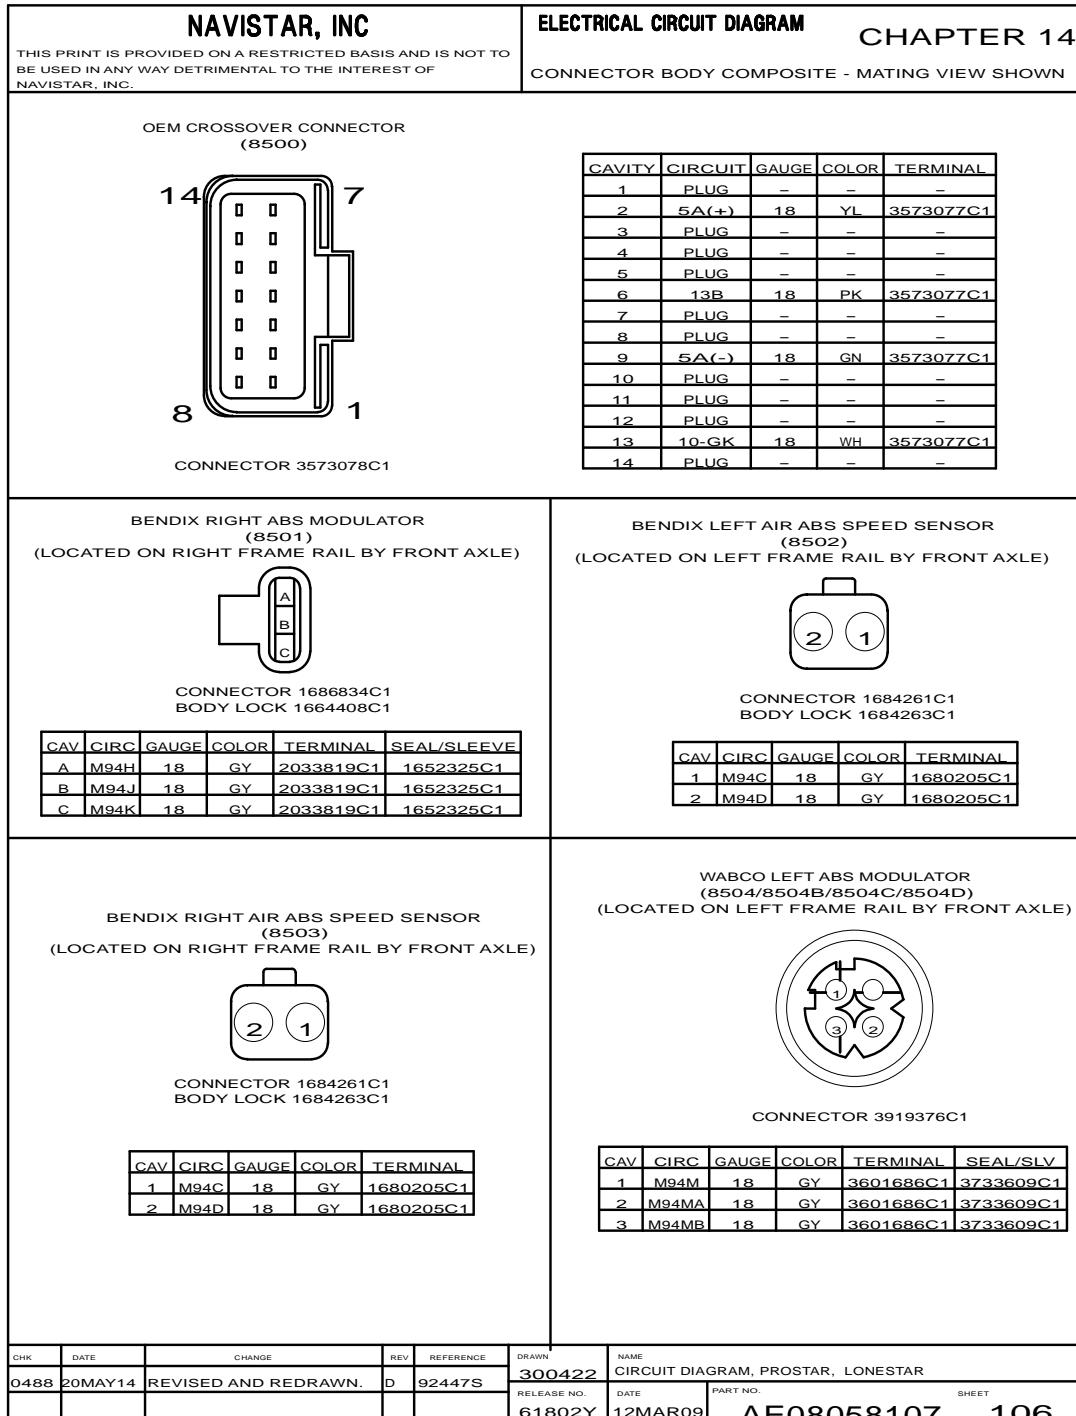 NAVISTAR, INC
THIS PRINT IS PROVIDED ON A RESTRICTED BASIS AND IS NOT TO
BE USED IN ANY WAY DETRIMENTAL TO THE INTEREST OF
NAVISTAR, INC.
ELECTRICAL CIRCUIT DIAGRAM
CHAPTER 14
CONNECTOR BODY COMPOSITE - MATING VIEW SHOWN
OEM CROSSOVER CONNECTOR
(8500)
14 7
8 1
CONNECTOR 3573078C1
CAVITY CIRCUIT GAUGE COLOR TERMINAL
1 PLUG – – –
2 5A(+) 18 YL 3573077C1
3 PLUG – – –
4 PLUG – – –
5 PLUG – – –
6 13B 18 PK 3573077C1
7 PLUG – – –
8 PLUG – – –
9 5A(-) 18 GN 3573077C1
10 PLUG – – –
11 PLUG – – –
12 PLUG – – –
13 10-GK 18 WH 3573077C1
14 PLUG – – –
BENDIX RIGHT ABS MODULATOR
(8501)
(LOCATED ON RIGHT FRAME RAIL BY FRONT AXLE)
A
B
C
CONNECTOR 1686834C1
BODY LOCK 1664408C1
CAV CIRC GAUGE COLOR TERMINAL SEAL/SLEEVE
A M94H 18 GY 2033819C1 1652325C1
B M94J 18 GY 2033819C1 1652325C1
C M94K 18 GY 2033819C1 1652325C1
BENDIX LEFT AIR ABS SPEED SENSOR
(8502)
(LOCATED ON LEFT FRAME RAIL BY FRONT AXLE)
2 1
CONNECTOR 1684261C1
BODY LOCK 1684263C1
CAV CIRC GAUGE COLOR TERMINAL
1 M94C 18 GY 1680205C1
2 M94D 18 GY 1680205C1
BENDIX RIGHT AIR ABS SPEED SENSOR
(8503)
(LOCATED ON RIGHT FRAME RAIL BY FRONT AXLE)
2 1
CONNECTOR 1684261C1
BODY LOCK 1684263C1
CAV CIRC GAUGE COLOR TERMINAL
1 M94C 18 GY 1680205C1
2 M94D 18 GY 1680205C1
WABCO LEFT ABS MODULATOR
(8504/8504B/8504C/8504D)
(LOCATED ON LEFT FRAME RAIL BY FRONT AXLE)
1
3 2
CONNECTOR 3919376C1
CAV CIRC GAUGE COLOR TERMINAL SEAL/SLV
1 M94M 18 GY 3601686C1 3733609C1
2 M94MA 18 GY 3601686C1 3733609C1
3 M94MB 18 GY 3601686C1 3733609C1
CHK DATE CHANGE REV REFERENCE
0488 20MAY14 REVISED AND REDRAWN. D 92447S
DRAWN
300422
NAME
CIRCUIT DIAGRAM, PROSTAR, LONESTAR
RELEASE NO. DATE PART NO. SHEET
61802Y 12MAR09 AE08058107 106